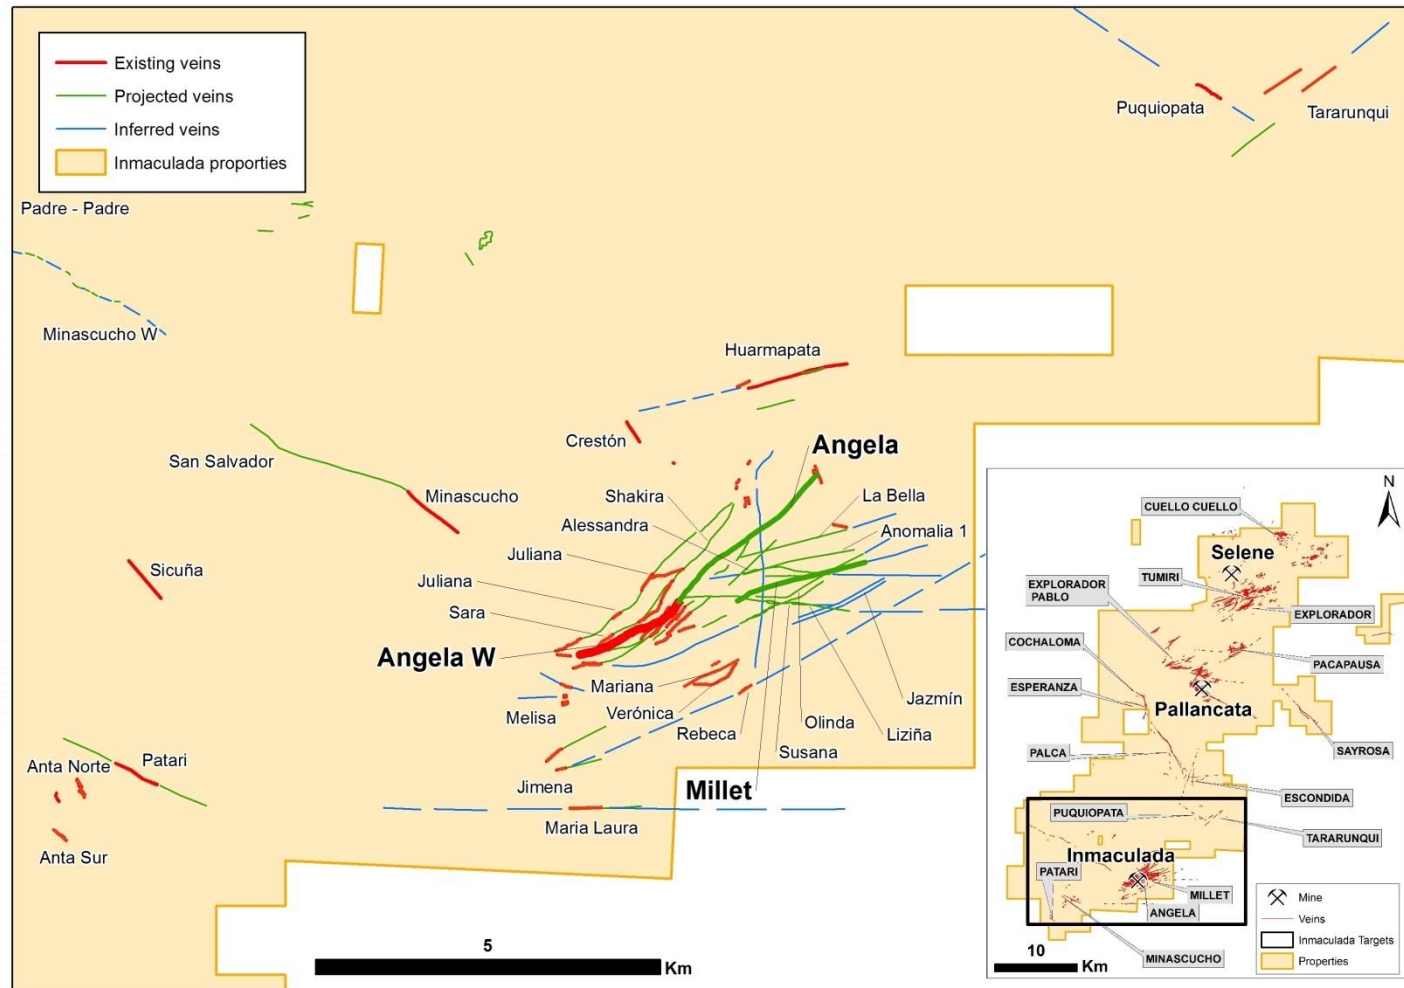 Existing veins
Projected veins
Inferred veins
Inmaculada properties
Puquiopata
Tararunqui
Padre - Padre
Minascucho W
Huarmapata
Crestón
Angela
San Salvador
Minascucho
Shakira
La Bella
Alessandra
Anomalia 1
Juliana
Sicuña
Juliana
Sara
Angela W
Mariana
Melisa
Verónica
Rebeca
Susana
Olinda
Liziña
Jazmín
Anta Norte
Patari
Jimena
Millet
Maria Laura
Anta Sur
5
Km
N
CUELLO CUELLO
Selene
TUMIRI
EXPLORADOR
PABLO
EXPLORADOR
COCHALOMA
PACAPAUSA
ESPERANZA
Pallancata
PALCA
SAYROSA
ESCONDIDA
PUQUIOPATA
TARARUNQUI
Inmaculada
PATARI
MILLET
ANGELA
MINASCUCHO
Mine
Veins
Inmaculada Targets
Properties
10
Km